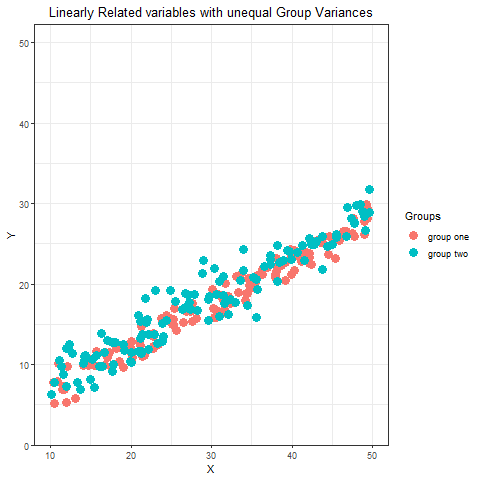 Linearly Related variables with unequal Group Variances
50
40
30
20
10
0
Y
10 20 30 40 50
X
Groups
group one
group two